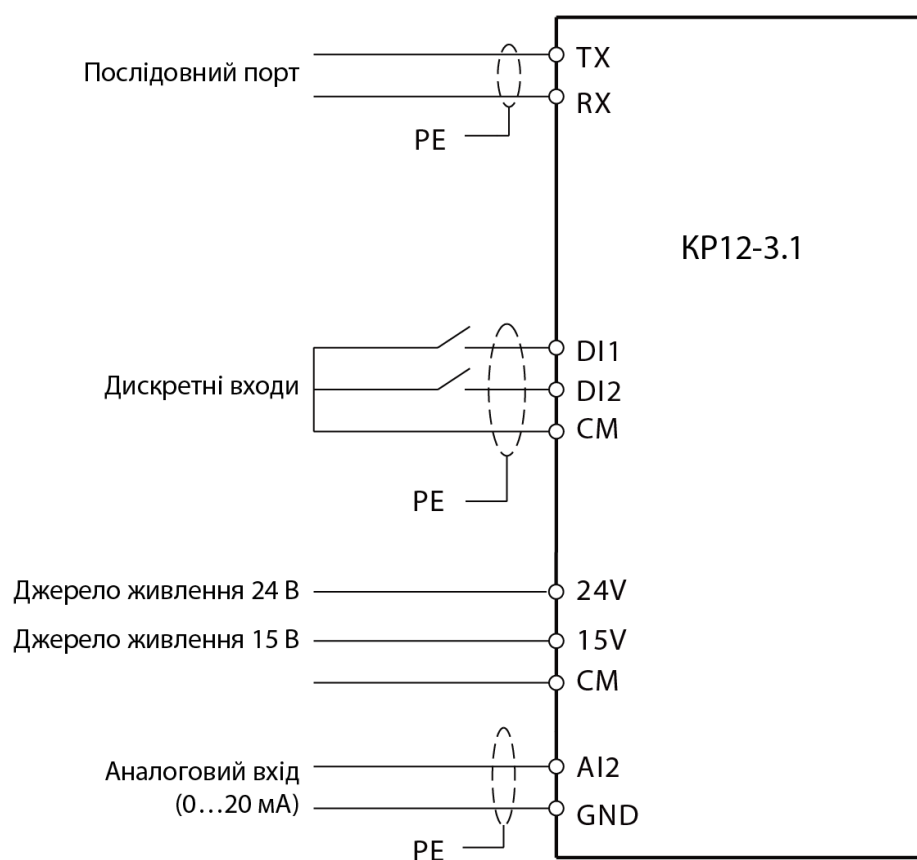 Послідовний порт
TX
RX
PE
КР12-3.1
Дискретні входи
DI1
DI2
CM
PE
Джерело живлення 24 В
24V
Джерело живлення 15 В
15V
CM
Аналоговий вхід
(0...20 мА)
AI2
GND
PE